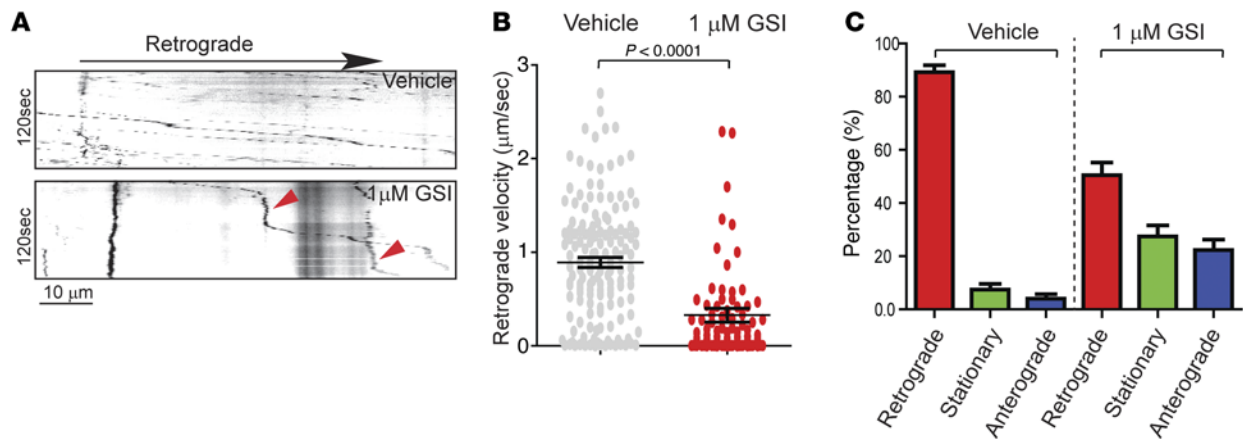 A
Retrograde
Vehicle
120sec
1μM GSI
120sec
10 μm
B
Vehicle 1 μM GSI
P < 0.0001
Retrograde velocity (μm/sec)
3
2
1
0
C
Vehicle 1 μM GSI
Percentage (%)
100
80
60
40
20
0.0
Retrograde
Stationary
Anterograde
Retrograde
Stationary
Anterograde